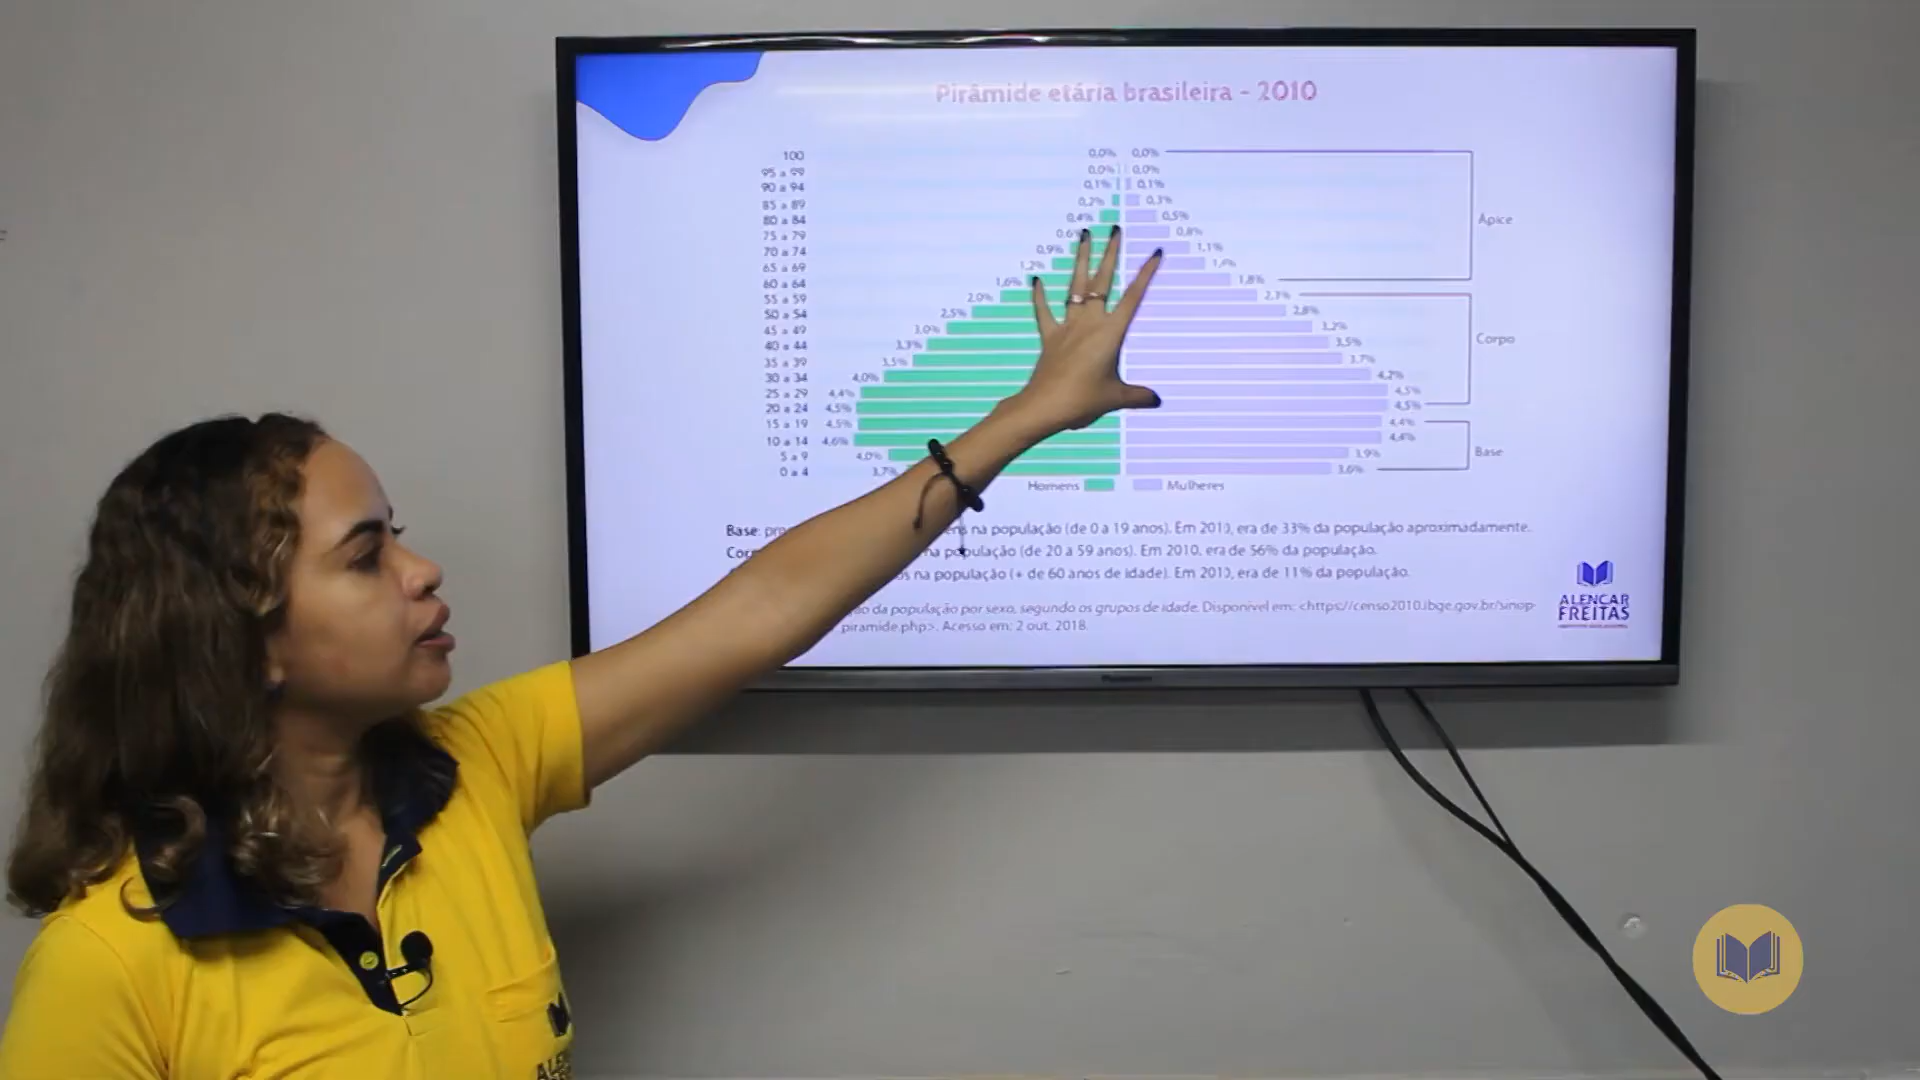 Pirâmide etária brasileira - 2010
100 0,0% 0,0%
95 a 99 0,0% 0,0%
90 a 94 0,1% 0,1%
85 a 89 0,2% 0,3%
80 a 84 0,4% 0,5%
75 a 79 0,6% 0,8%
70 a 74 0,9% 1,1%
65 a 69 1,2% 1,4%
60 a 64 1,6% 1,8%
55 a 59 2,0% 2,3%
50 a 54 2,5% 2,8%
45 a 49 3,0% 3,2%
40 a 44 3,3% 3,5%
35 a 39 3,5% 3,7%
30 a 34 4,0% 4,2%
25 a 29 4,4% 4,5%
20 a 24 4,5% 4,5%
15 a 19 4,5% 4,4%
10 a 14 4,6% 4,4%
5 a 9 4,0% 3,9%
0 a 4 3,7% 3,6%
Ápice
Corpo
Base
Homens Mulheres
Base: na população (de 0 a 19 anos). Em 2010, era de 33% da população aproximadamente.
na população (de 20 a 59 anos). Em 2010, era de 56% da população.
na população (+ de 60 anos de idade). Em 2010, era de 11% da população.
da população por sexo, segundo os grupos de idade. Disponível em: <https://censo2010.ibge.gov.br/sinop-
piramide.php>. Acesso em: 2 out. 2018.
ALENCAR
FREITAS